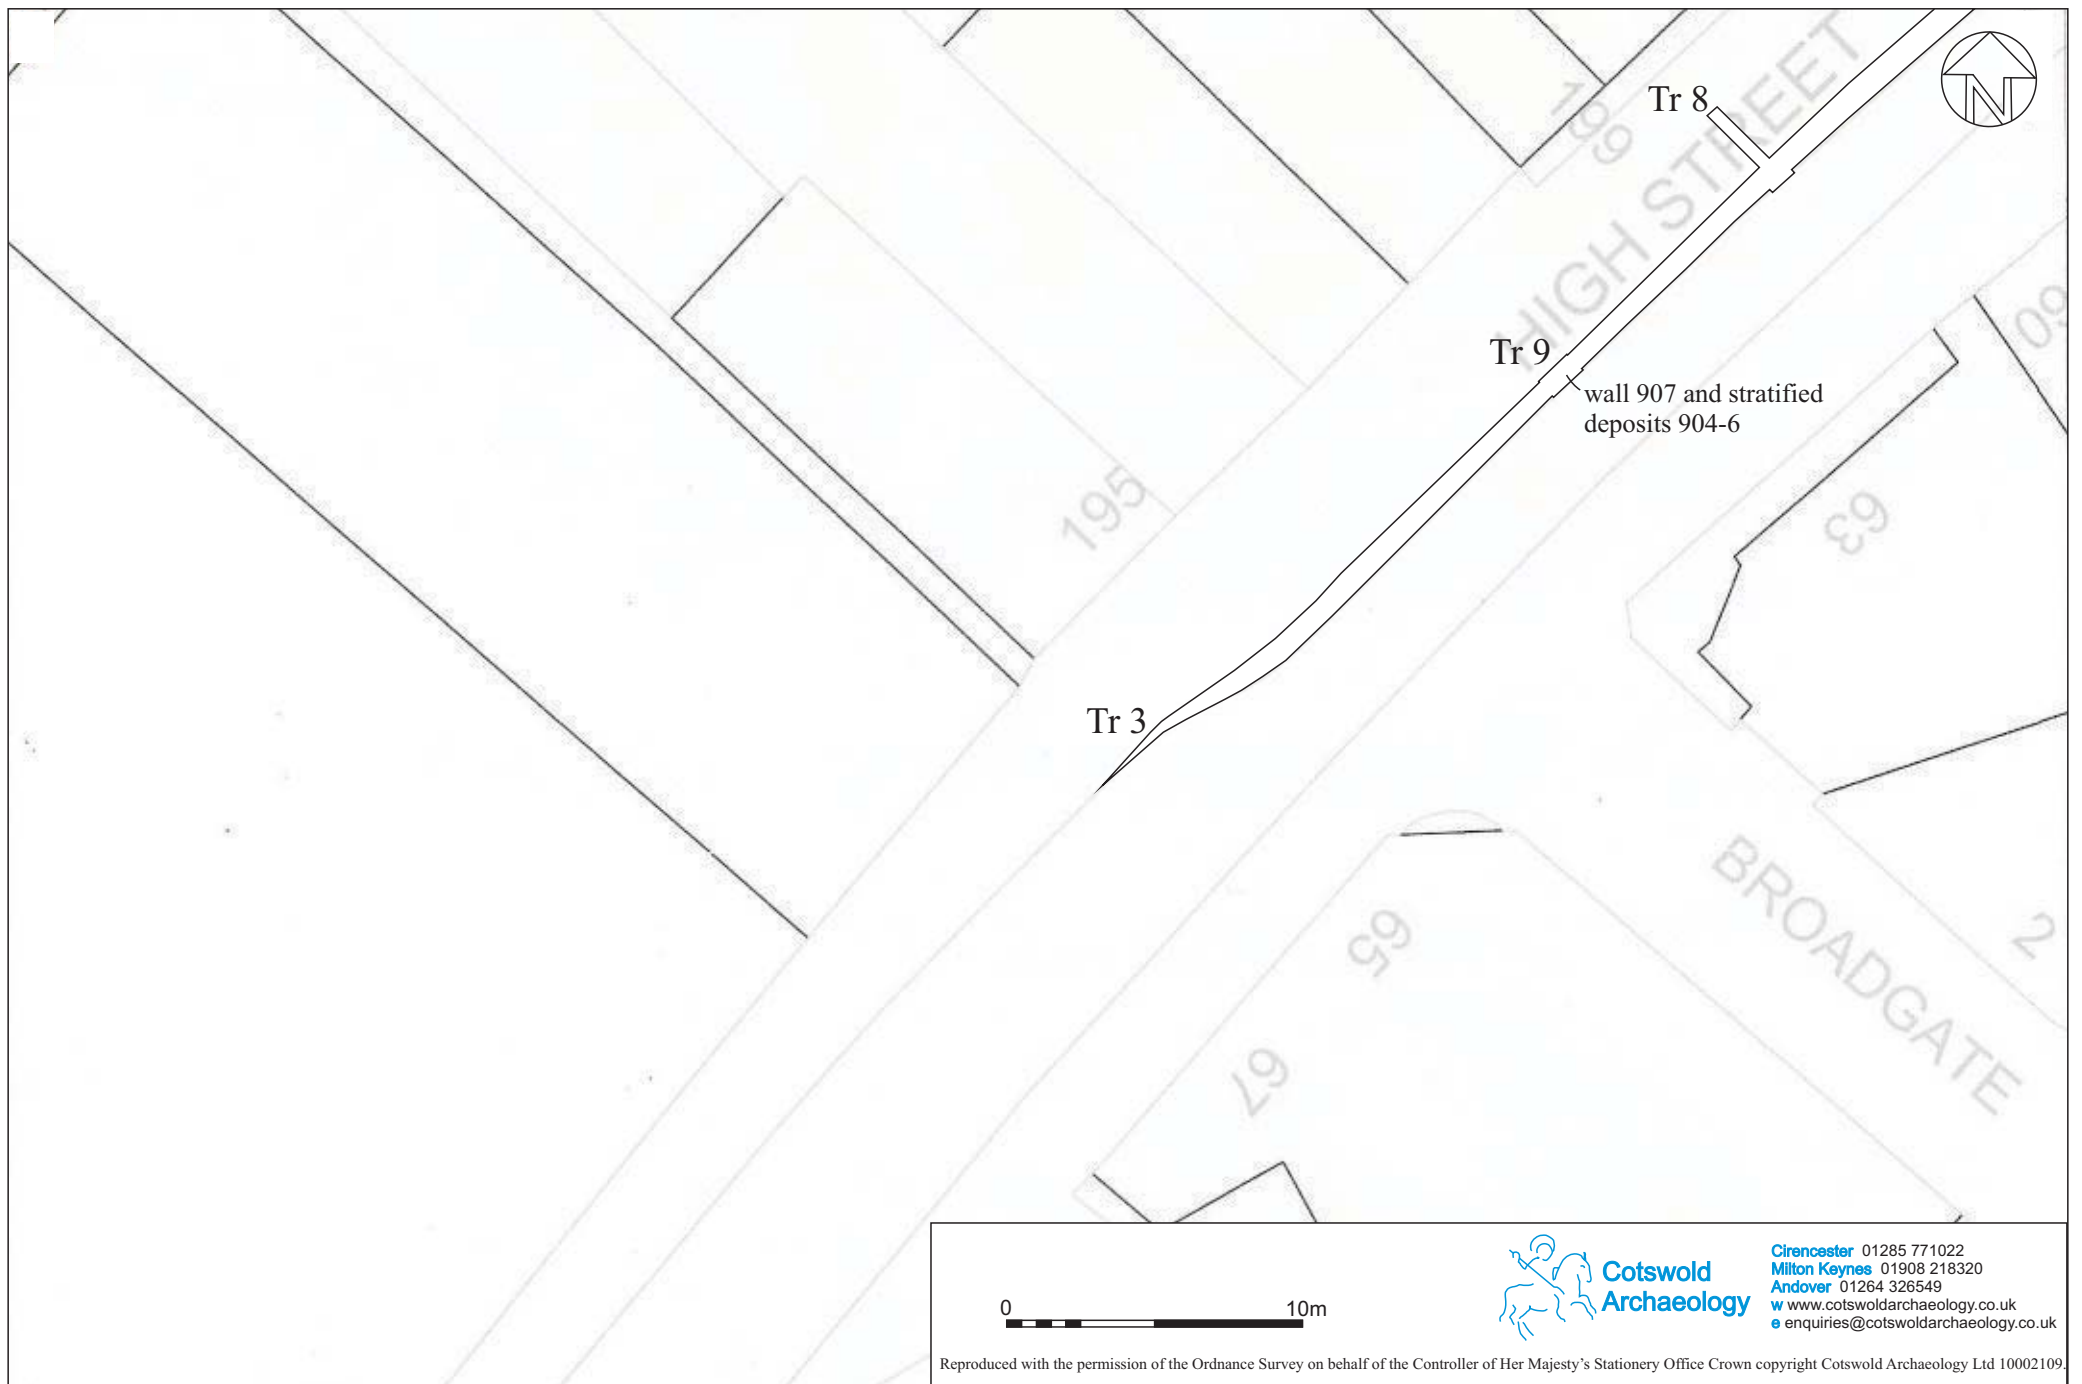 Tr 8
199
HIGH STREET
N
Tr 9
wall 907 and stratified
deposits 904-6
60
63
195
Tr 3
BROADGATE
2
65
67
0 10m
Cotswold
Archaeology
Cirencester 01285 771022
Milton Keynes 01908 218320
Andover 01264 326549
w www.cotswoldarchaeology.co.uk
e enquiries@cotswoldarchaeology.co.uk
Reproduced with the permission of the Ordnance Survey on behalf of the Controller of Her Majesty's Stationery Office Crown copyright Cotswold Archaeology Ltd 10002109.